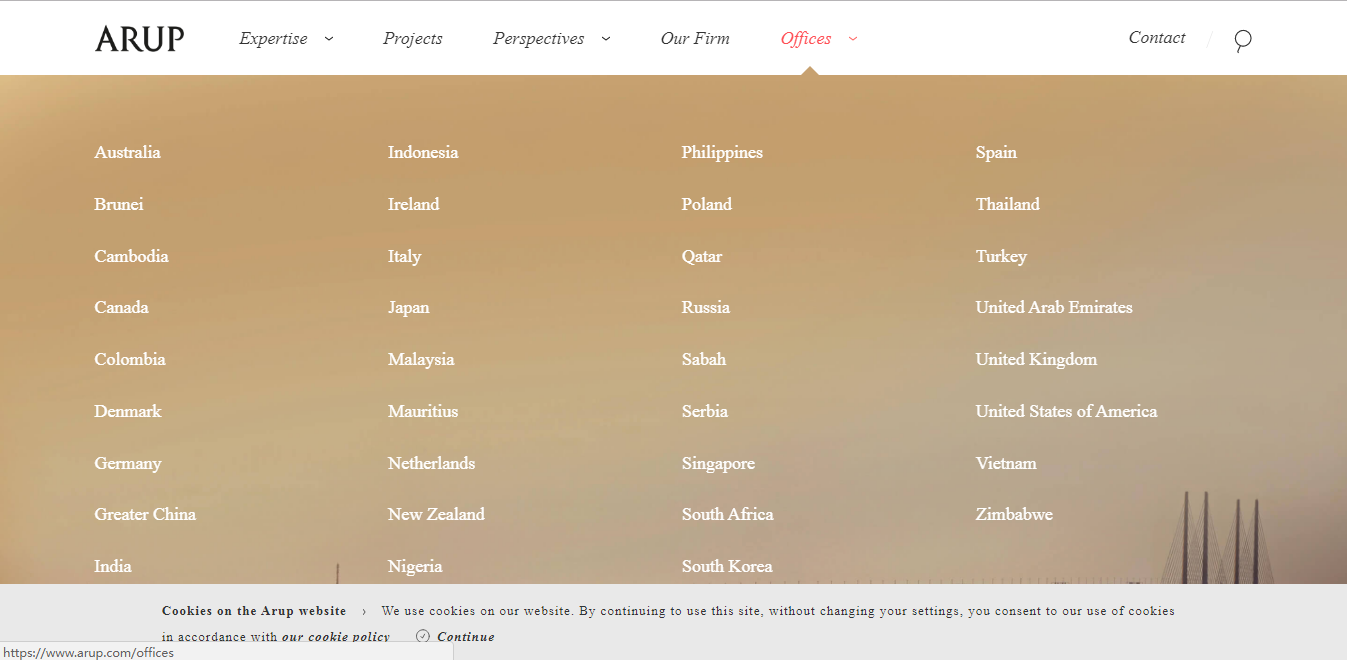 ARUP Expertise Projects Perspectives Our Firm Offices Contact
Australia
Brunei
Cambodia
Canada
Colombia
Denmark
Germany
Greater China
India
Indonesia
Ireland
Italy
Japan
Malaysia
Mauritius
Netherlands
New Zealand
Nigeria
Philippines
Poland
Qatar
Russia
Sabah
Serbia
Singapore
South Africa
South Korea
Spain
Thailand
Turkey
United Arab Emirates
United Kingdom
United States of America
Vietnam
Zimbabwe
Cookies on the Arup website › We use cookies on our website. By continuing to use this site, without changing your settings, you consent to our use of cookies
in accordance with our cookie policy Continue
https://www.arup.com/offices